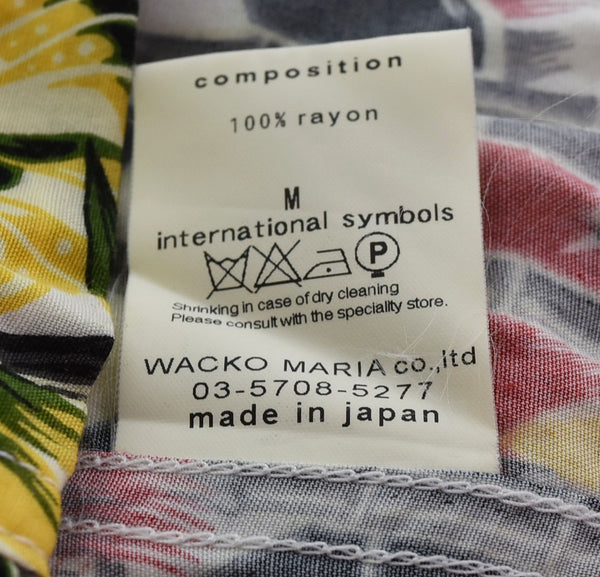 composition
100% rayon
M
international symbols
P
Shrinking in case of dry cleaning
Please consult with the speciality store.
WACKO MARIA co.,ltd
03-5708-5277
made in japan